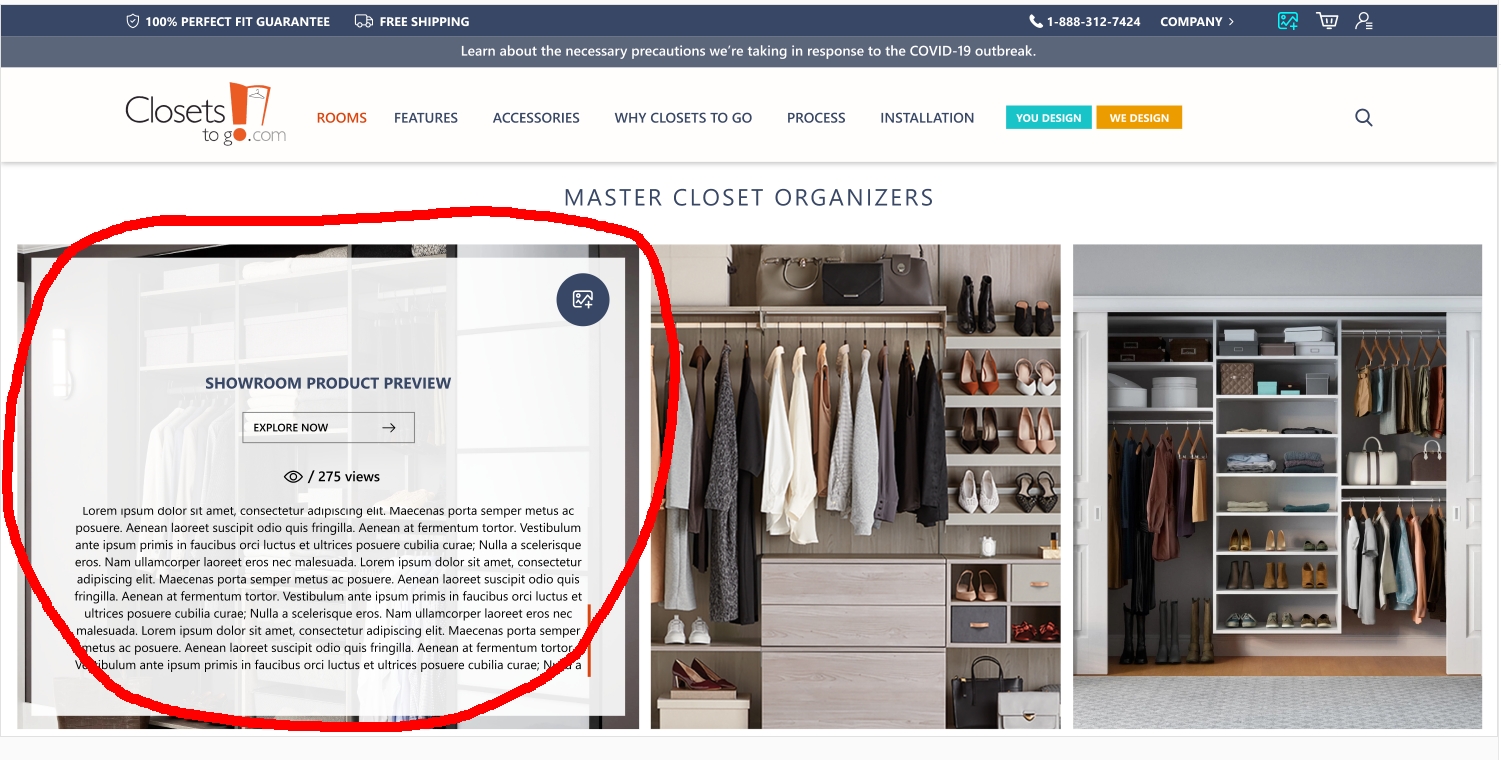 100% PERFECT FIT GUARANTEE FREE SHIPPING 1-888-312-7424 COMPANY
Learn about the necessary precautions we're taking in response to the COVID-19 outbreak.
Closets
to go.com
ROOMS FEATURES ACCESSORIES WHY CLOSETS TO GO PROCESS INSTALLATION YOU DESIGN WE DESIGN
MASTER CLOSET ORGANIZERS
SHOWROOM PRODUCT PREVIEW
EXPLORE NOW
/ 275 views
Lorem ipsum dolor sit amet, consectetur adipiscing elit. Maecenas porta semper metus ac
posuere. Aenean laoreet suscipit odio quis fringilla. Aenean at fermentum tortor. Vestibulum
ante ipsum primis in faucibus orci luctus et ultrices posuere cubilia curae; Nulla a scelerisque
eros. Nam ullamcorper laoreet eros nec malesuada. Lorem ipsum dolor sit amet, consectetur
adipiscing elit. Maecenas porta semper metus ac posuere. Aenean laoreet suscipit odio quis
fringilla. Aenean at fermentum tortor. Vestibulum ante ipsum primis in faucibus orci luctus et
ultrices posuere cubilia curae; Nulla a scelerisque eros. Nam ullamcorper laoreet eros nec
malesuada. Lorem ipsum dolor sit amet, consectetur adipiscing elit. Maecenas porta semper
metus ac posuere. Aenean laoreet suscipit odio quis fringilla. Aenean at fermentum tortor.
Vestibulum ante ipsum primis in faucibus orci luctus et ultrices posuere cubilia curae; Nulla a